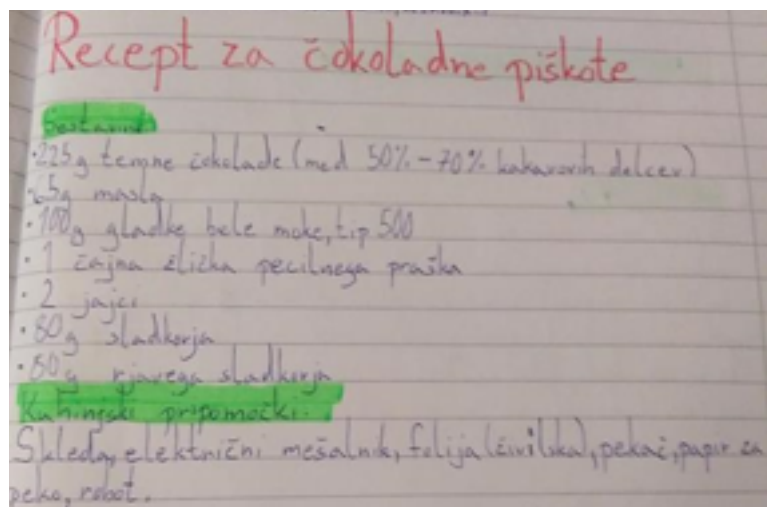 Recept za čokoladne piškote
Sestavine
·225g temne čokolade (med 50% - 70% kakavovih delcev)
·65g masla
·100g gladke bele moke, tip 500
·1 čajna žlička pecilnega praška
·2 jajci
·80g sladkorja
·80g rjavega sladkorja
Kuhinjski pripomočki:
Skleda, električni mešalnik, folija (živilska), pekač, papir za
peko, robot.